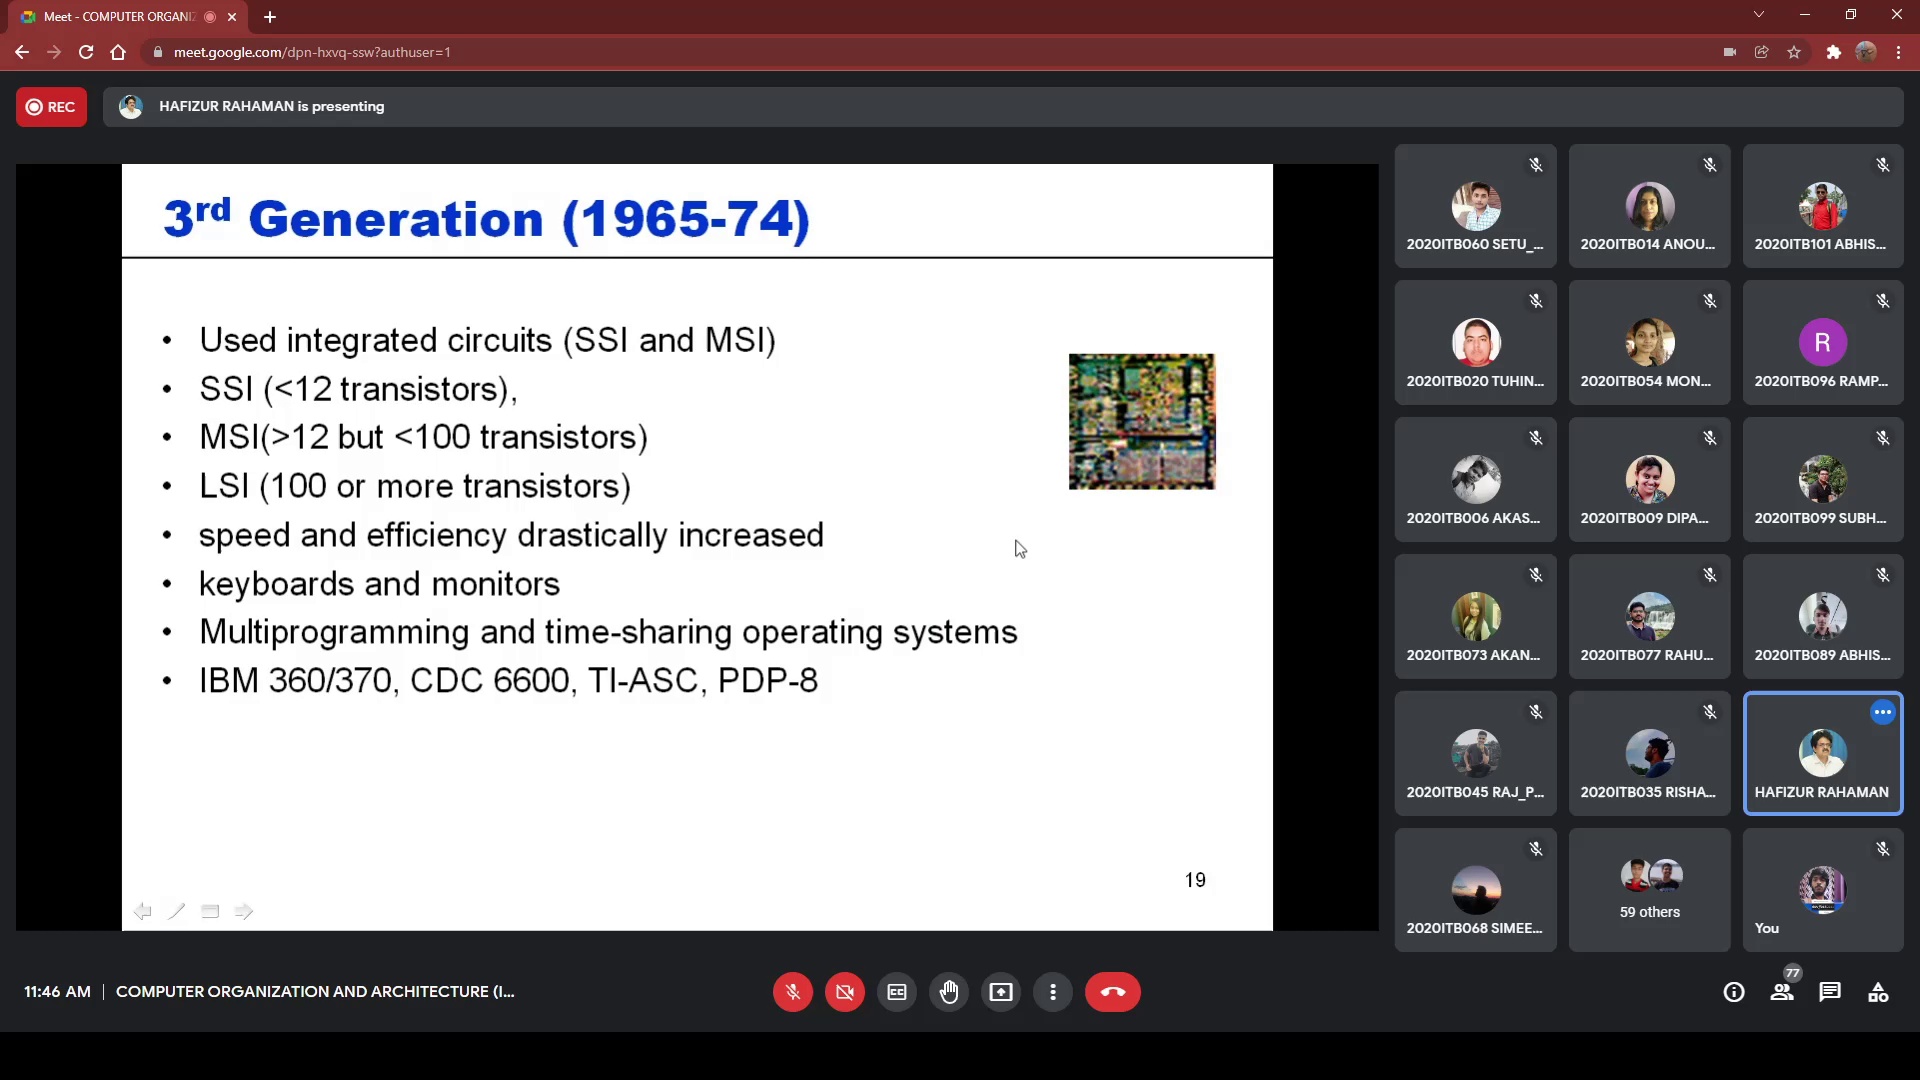 Meet - COMPUTER ORGANIZ
meet.google.com/dpn-hxvq-ssw?authuser=1
REC
HAFIZUR RAHAMAN is presenting
3rd Generation (1965-74)
• Used integrated circuits (SSI and MSI)
• SSI (<12 transistors),
• MSI(>12 but <100 transistors)
• LSI (100 or more transistors)
• speed and efficiency drastically increased
• keyboards and monitors
• Multiprogramming and time-sharing operating systems
• IBM 360/370, CDC 6600, TI-ASC, PDP-8
19
2020ITB060 SETU_...
2020ITB014 ANOU...
2020ITB101 ABHIS...
2020ITB020 TUHIN...
2020ITB054 MON...
R
2020ITB096 RAMP...
2020ITB006 AKAS...
2020ITB009 DIPA...
2020ITB099 SUBH...
2020ITB073 AKAN...
2020ITB077 RAHU...
2020ITB089 ABHIS...
2020ITB045 RAJ_P...
2020ITB035 RISHA...
HAFIZUR RAHAMAN
2020ITB068 SIMEE...
59 others
You
11:46 AM | COMPUTER ORGANIZATION AND ARCHITECTURE (I...
77